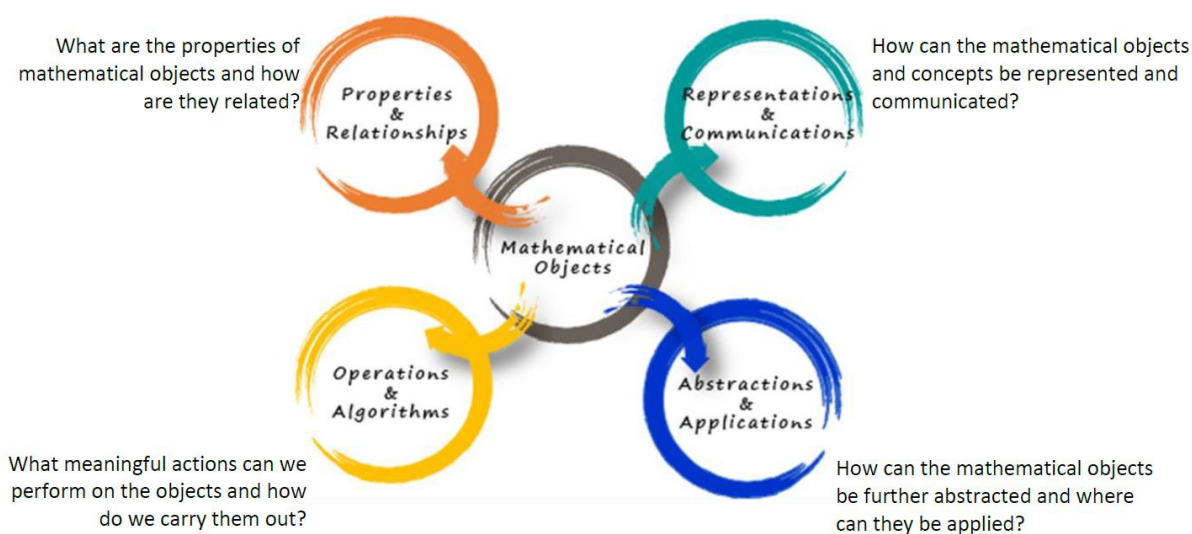 What are the properties of
mathematical objects and how
are they related?
Properties
&
Relationships
Representations
&
Communications
How can the mathematical objects
and concepts be represented and
communicated?
Mathematical
Objects
Operations
&
Algorithms
What meaningful actions can we
perform on the objects and how
do we carry them out?
Abstractions
&
Applications
How can the mathematical objects
be further abstracted and where
can they be applied?